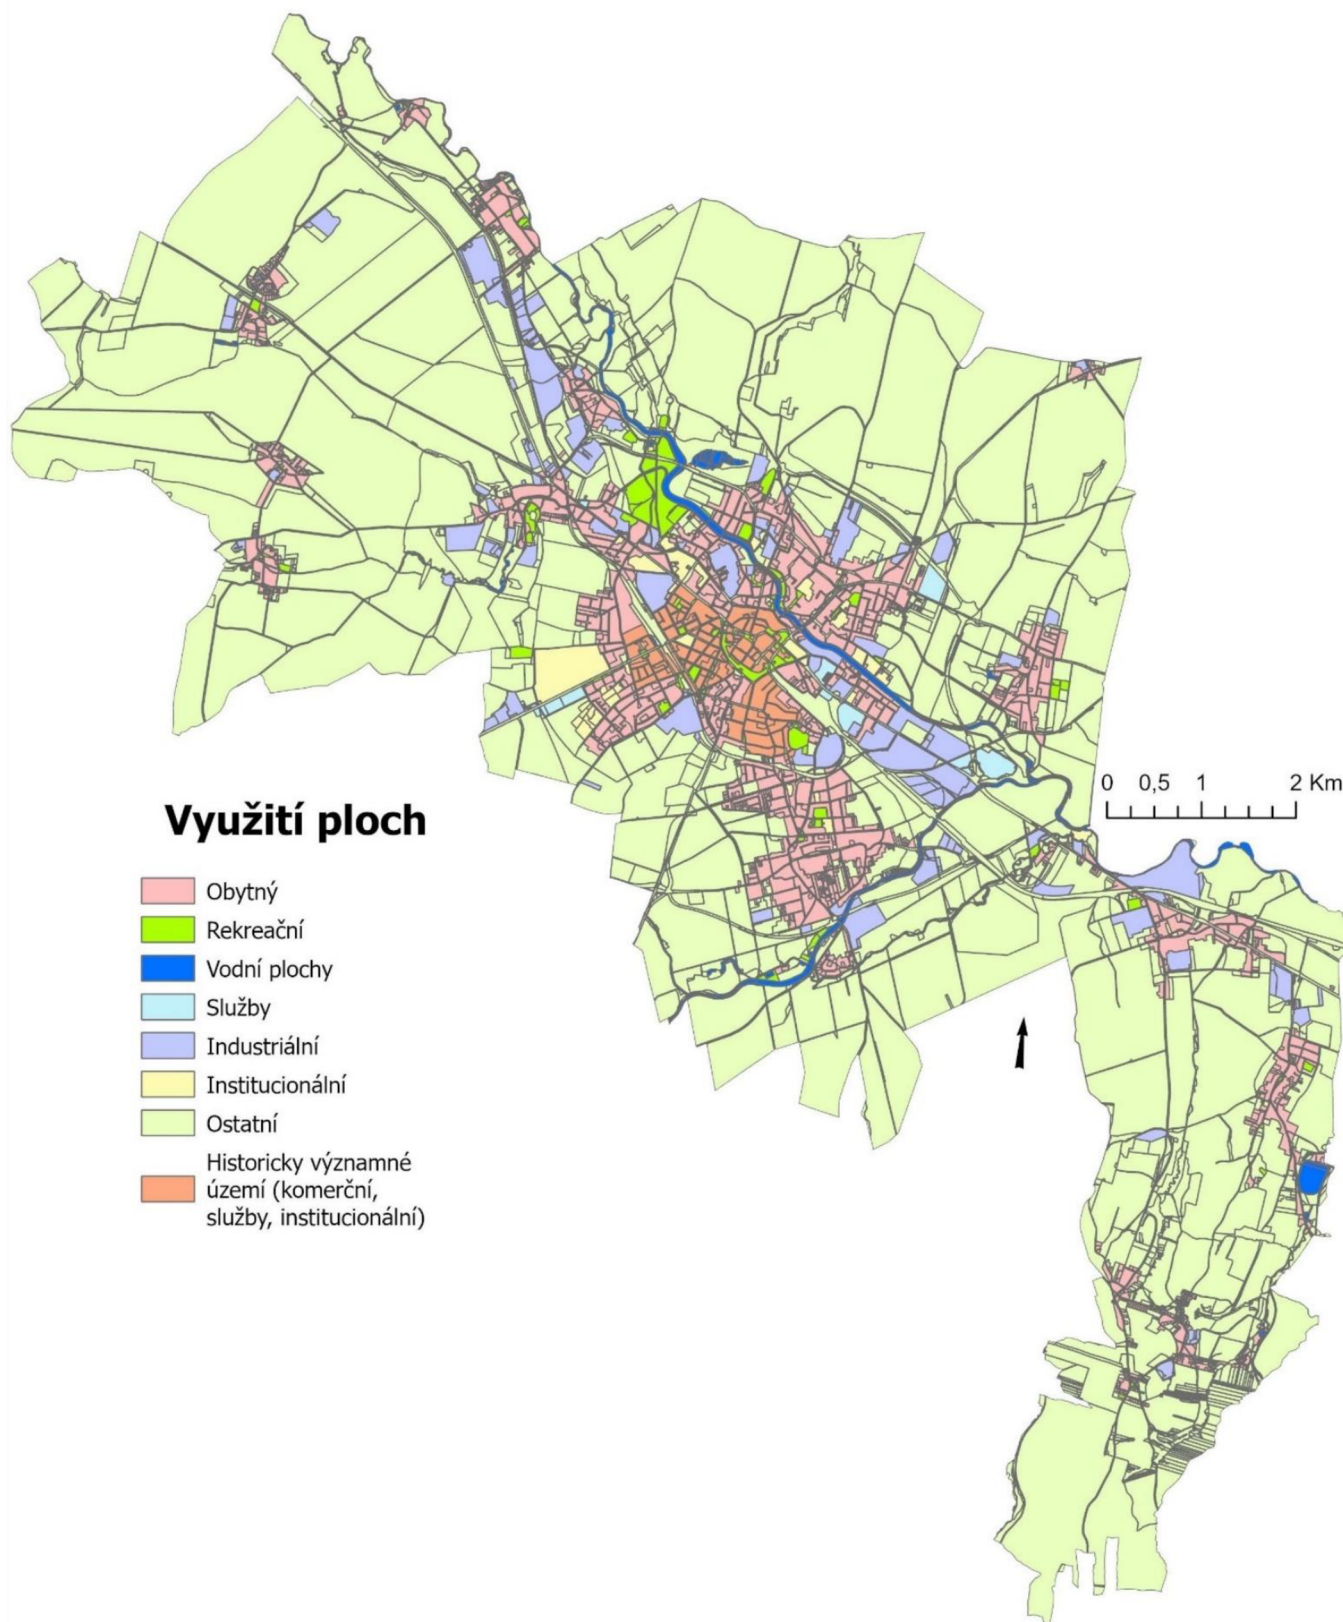 0 0,5 1 2 Km
Využití ploch
Obytný
Rekreační
Vodní plochy
Služby
Industriální
Institucionální
Ostatní
Historicky významné
území (komerční,
služby, institucionální)